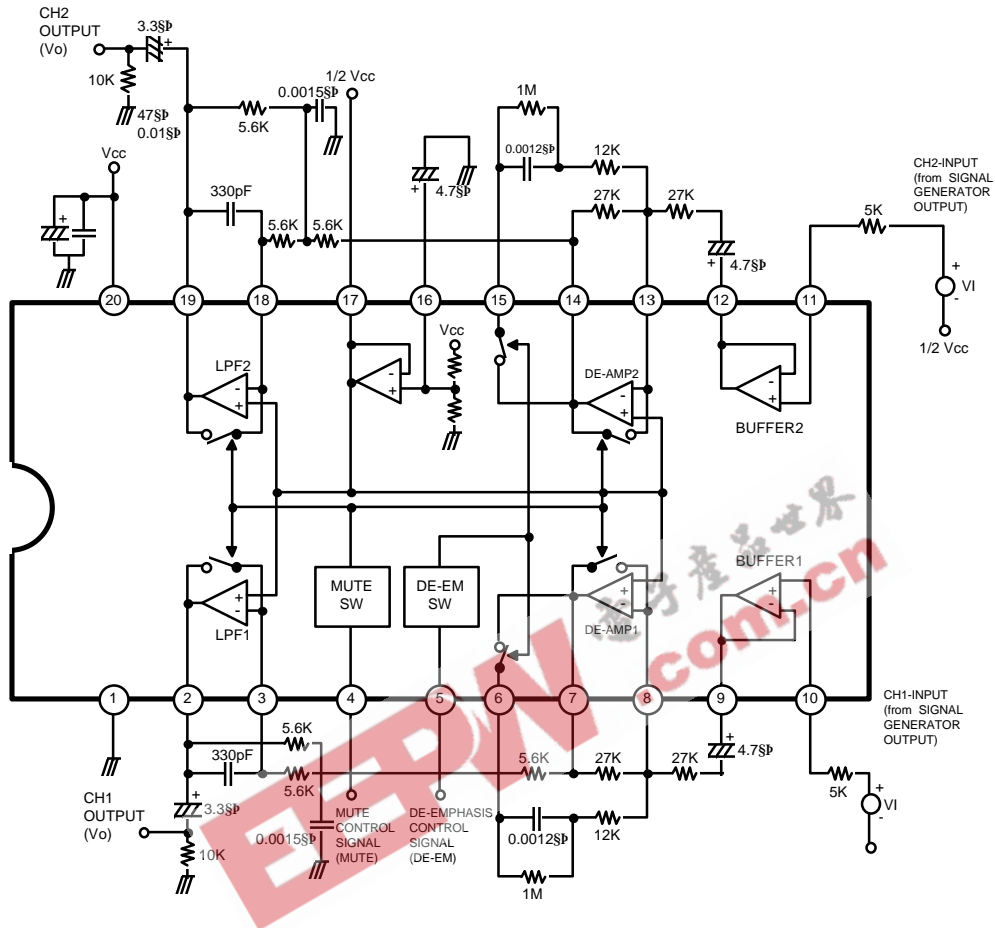 CH2
OUTPUT
(Vo)
3.3§Þ
+
10K
47§Þ
0.01§Þ
Vcc
+
5.6K
0.0015§Þ
1/2 Vcc
330pF
5.6K
5.6K
+
4.7§Þ
1M
0.0012§Þ
12K
27K
27K
+
4.7§Þ
5K
CH2-INPUT
(from SIGNAL
GENERATOR
OUTPUT)
+
VI
-
1/2 Vcc
20
19
18
17
16
15
14
13
12
11
LPF2
-
+
-
+
Vcc
DE-AMP2
-
+
-
+
BUFFER2
+
-
LPF1
MUTE
SW
DE-EM
SW
+
-
DE-AMP1
BUFFER1
+
-
電子產品世界
EEPW.com.cn
1
2
3
4
5
6
7
8
9
10
CH1-INPUT
(from SIGNAL
GENERATOR
OUTPUT)
5.6K
330pF
5.6K
+
3.3§Þ
CH1
OUTPUT
(Vo)
10K
0.0015§Þ
MUTE
CONTROL
SIGNAL
(MUTE)
DE-EMPHASIS
CONTROL
SIGNAL
(DE-EM)
5.6K
27K
27K
+
4.7§Þ
0.0012§Þ
12K
1M
5K
+
VI
-